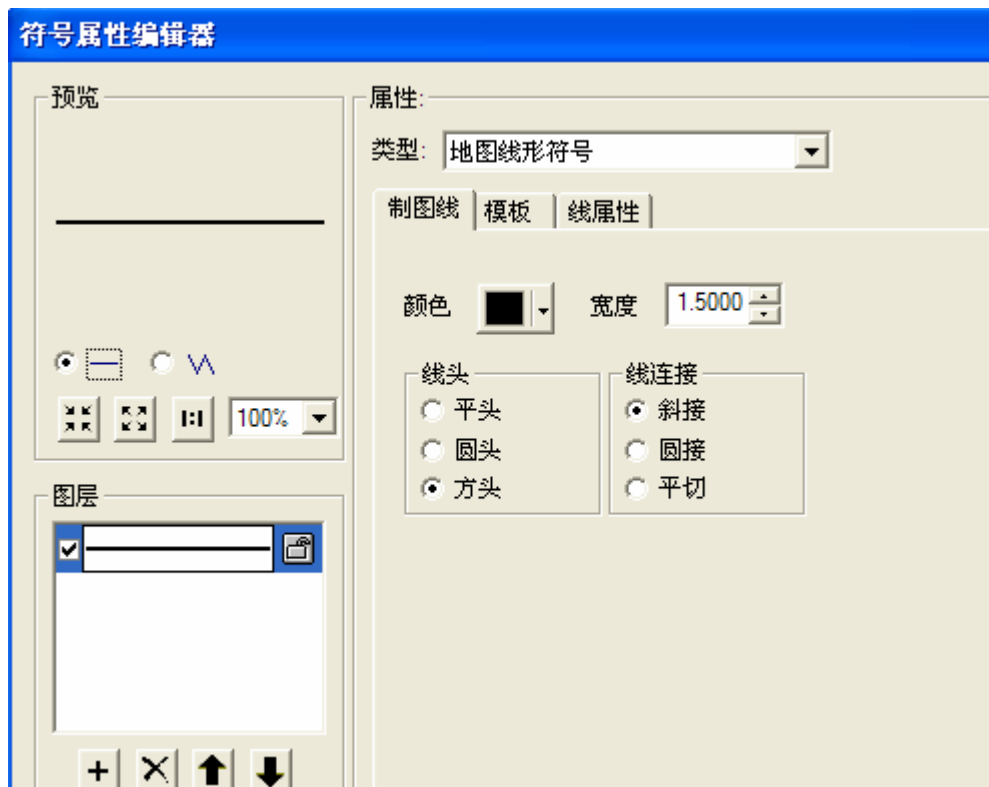 符号属性编辑器
预览
1:1
100%
图层
属性:
类型: 地图线形符号
制图线 模板 线属性
颜色 宽度 1.5000
线头
平头
圆头
方头
线连接
斜接
圆接
平切